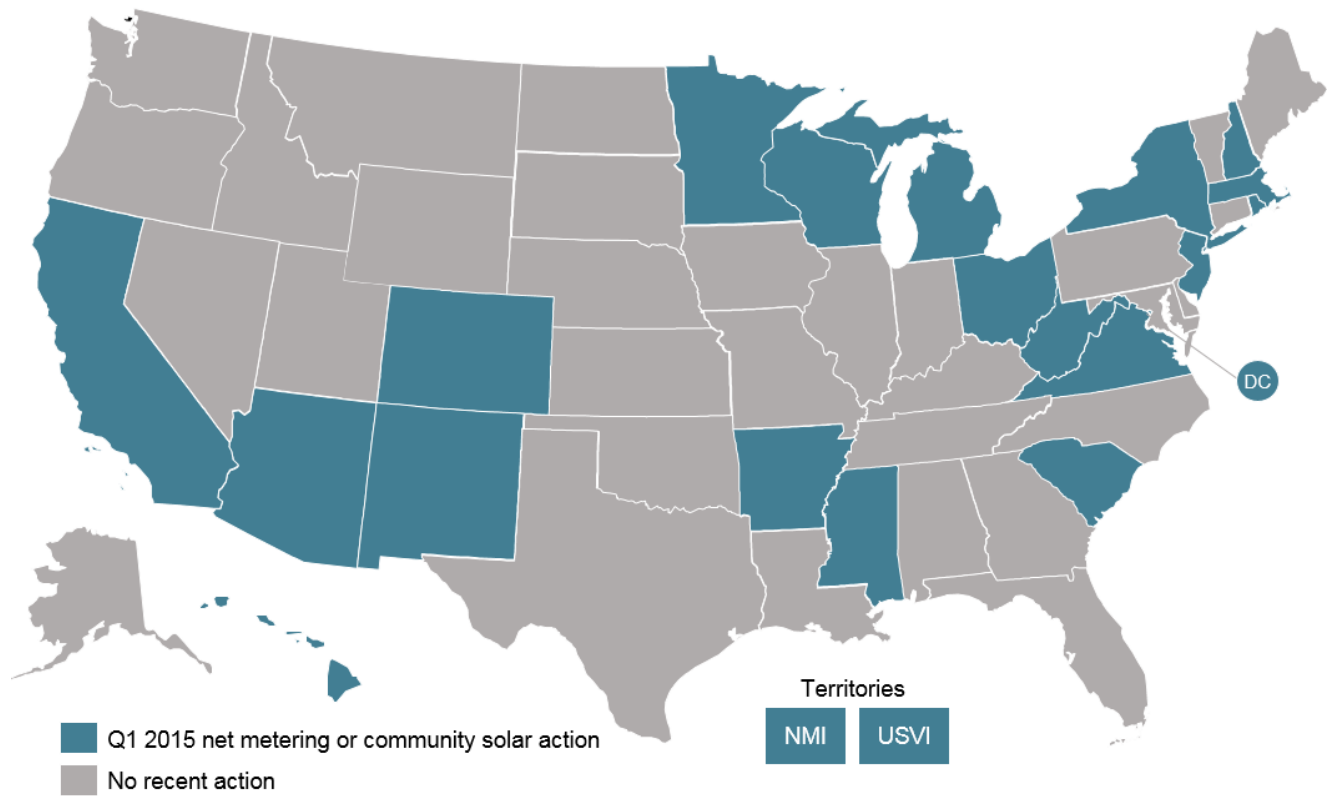 DC
Territories
NMI
USVI
Q1 2015 net metering or community solar action
No recent action